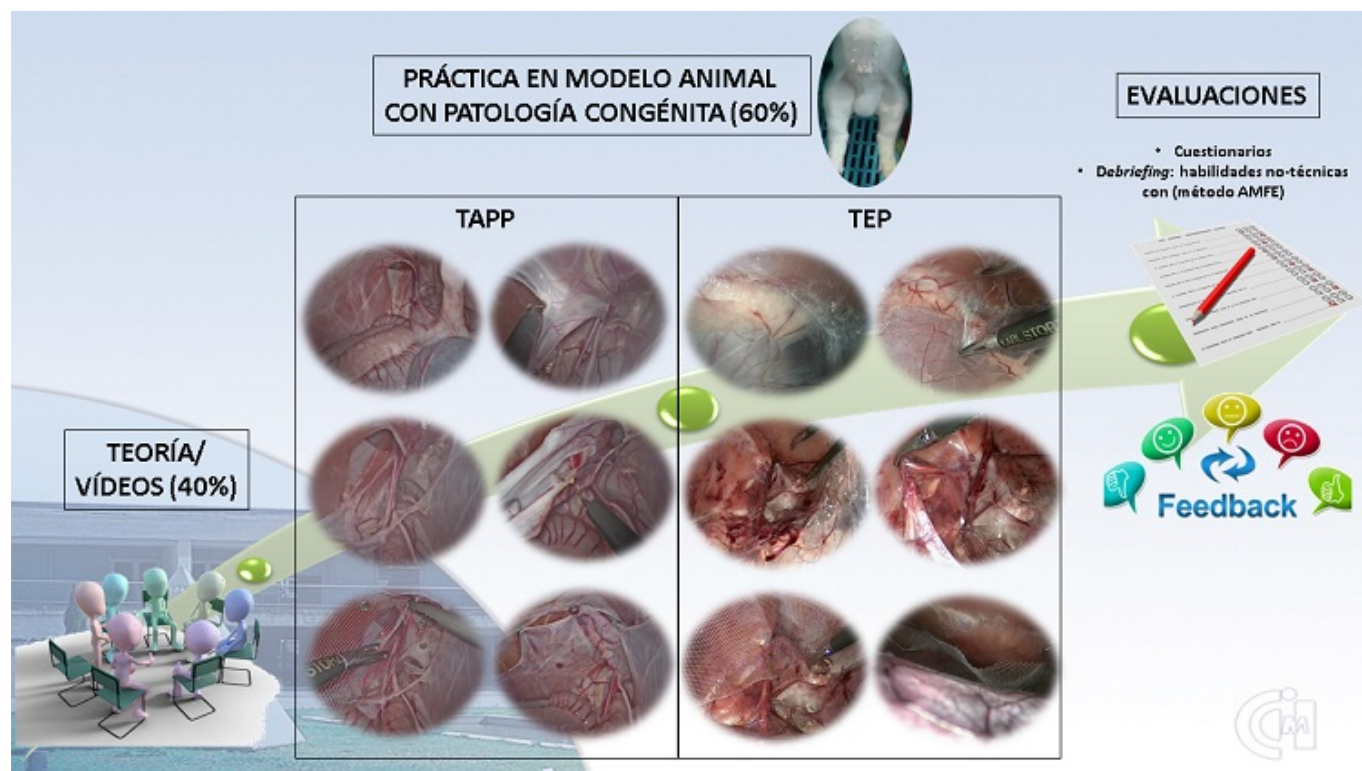 PRÁCTICA EN MODELO ANIMAL
CON PATOLOGÍA CONGÉNITA (60%)
EVALUACIONES
• Cuestionarios
• Debriefing: habilidades no-técnicas
con (método AMFE)
TAPP
TEP
TEORÍA/
VÍDEOS (40%)
Feedback